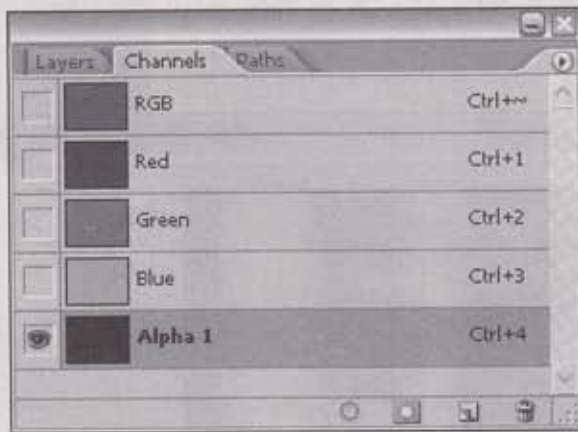 Layers Channels Paths
RGB Ctrl+~
Red Ctrl+1
Green Ctrl+2
Blue Ctrl+3
Alpha 1 Ctrl+4